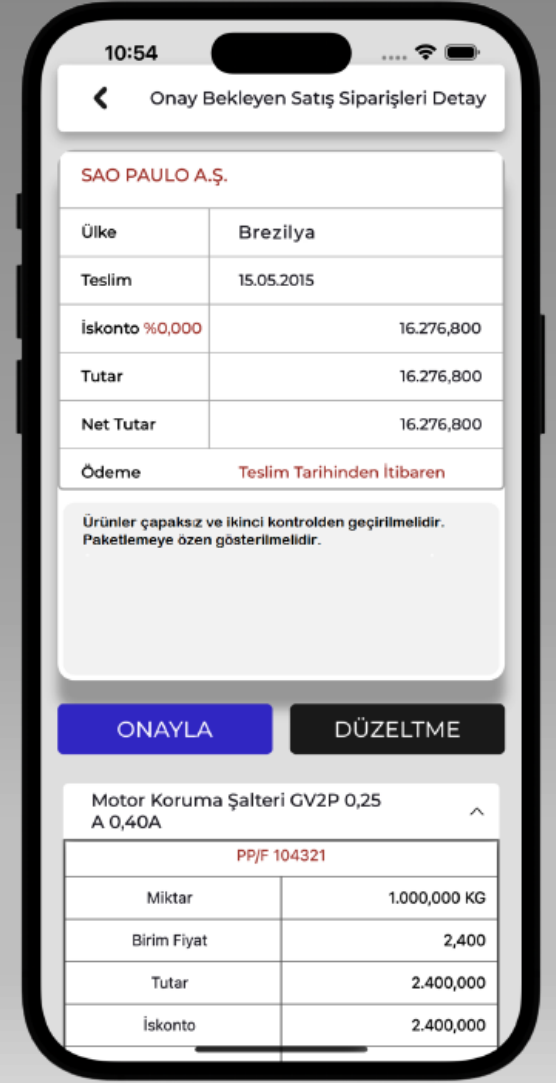 10:54
Onay Bekleyen Satış Siparişleri Detay
SAO PAULO A.Ş.
Ülke Brezilya
Teslim 15.05.2015
İskonto %0,000 16.276,800
Tutar 16.276,800
Net Tutar 16.276,800
Ödeme Teslim Tarihinden İtibaren
Ürünler çapaksız ve ikinci kontrolden geçirilmelidir.
Paketlemeye özen gösterilmelidir.
ONAYLA DÜZELTME
Motor Koruma Şalteri GV2P 0,25
A 0,40A
PP/F 104321
Miktar 1.000,000 KG
Birim Fiyat 2,400
Tutar 2.400,000
İskonto 2.400,000